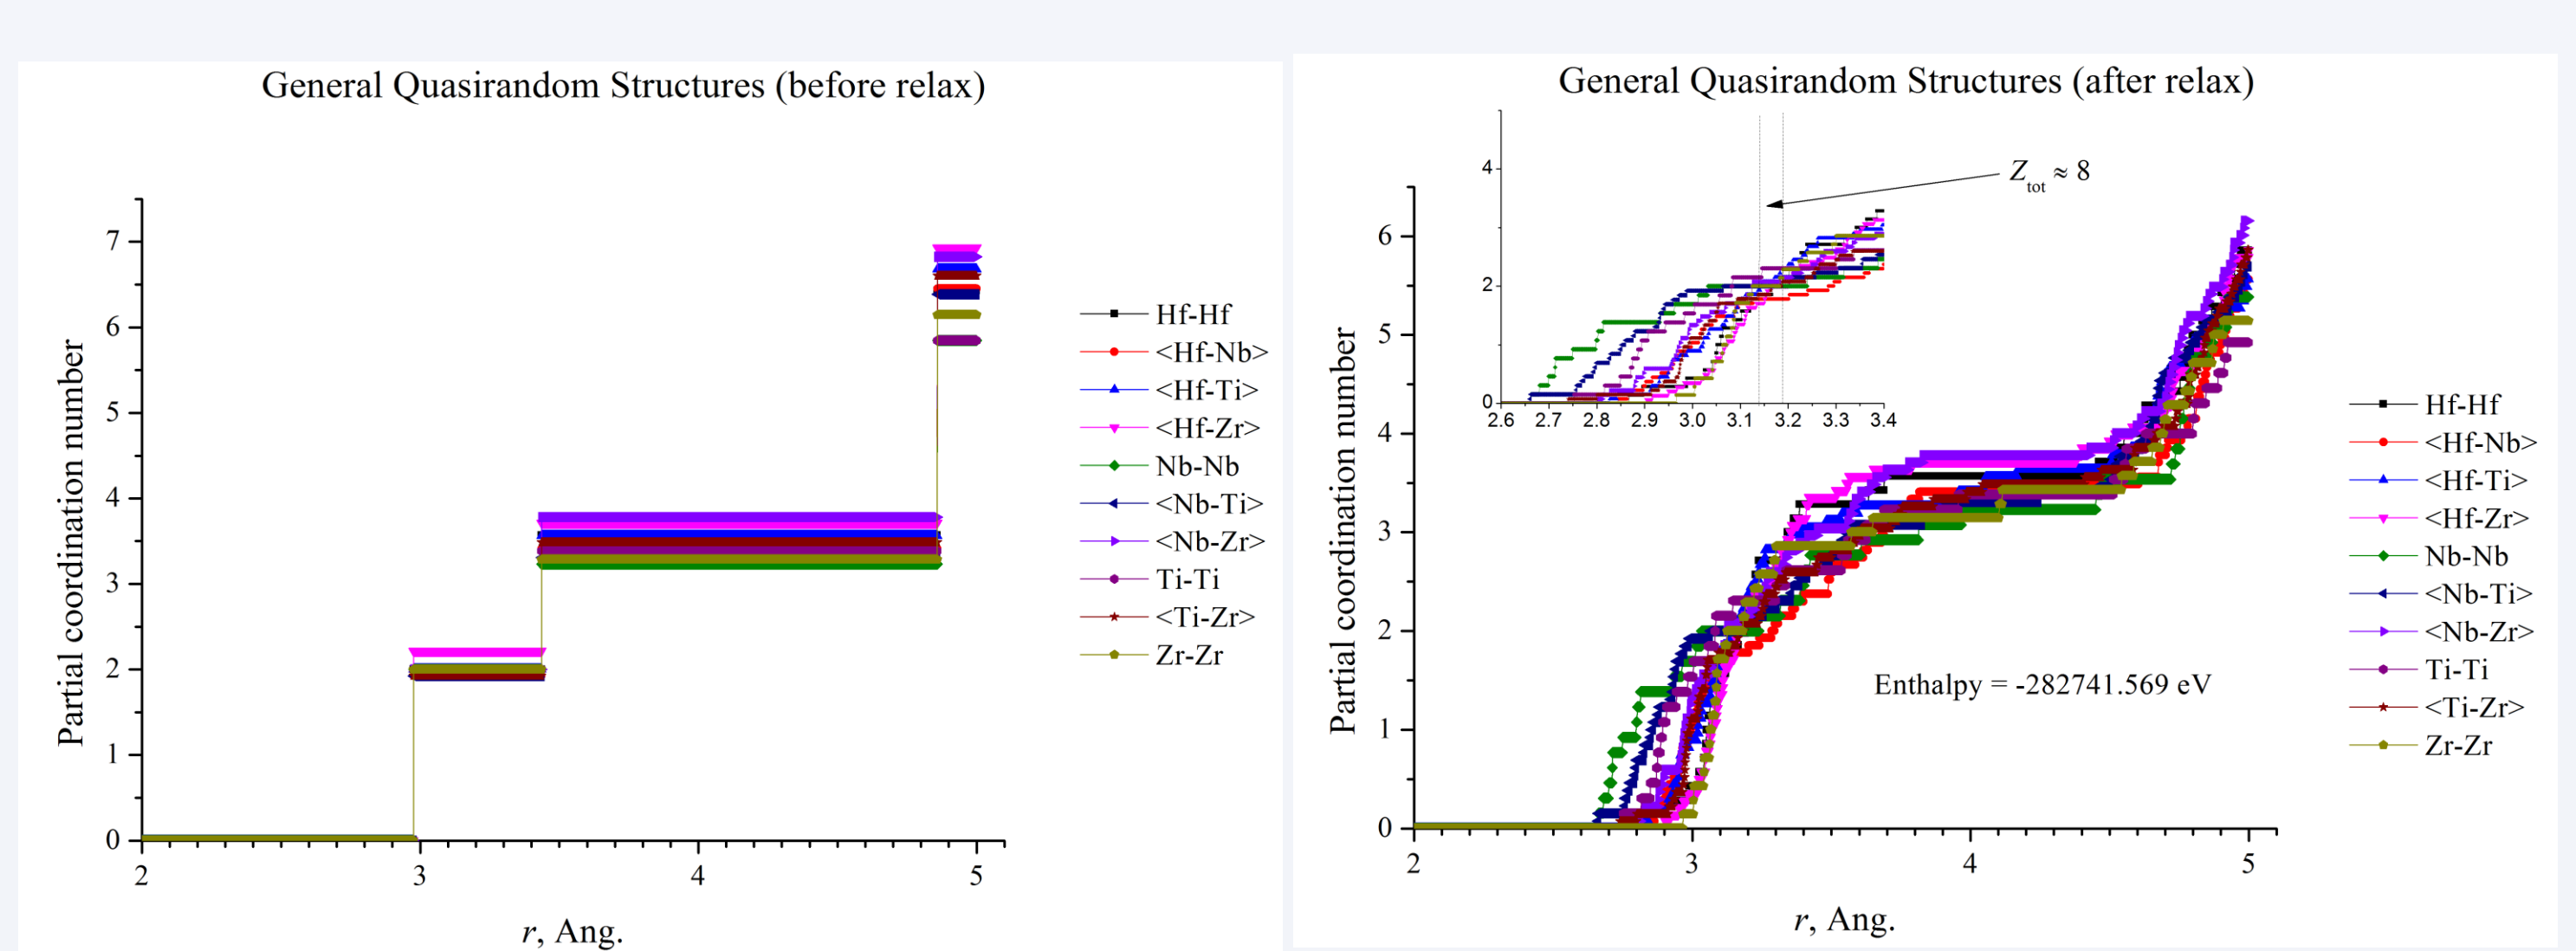 General Quasirandom Structures (before relax)
Partial coordination number
7
6
5
4
3
2
1
0
2
3
4
5
r, Ang.
Hf-Hf
<Hf-Nb>
<Hf-Ti>
<Hf-Zr>
Nb-Nb
<Nb-Ti>
<Nb-Zr>
Ti-Ti
<Ti-Zr>
Zr-Zr
General Quasirandom Structures (after relax)
4
2
0
2.6 2.7 2.8 2.9 3.0 3.1 3.2 3.3 3.4
Ztot ≈ 8
Partial coordination number
6
5
4
3
2
1
0
2
3
4
5
r, Ang.
Enthalpy = -282741.569 eV
Hf-Hf
<Hf-Nb>
<Hf-Ti>
<Hf-Zr>
Nb-Nb
<Nb-Ti>
<Nb-Zr>
Ti-Ti
<Ti-Zr>
Zr-Zr